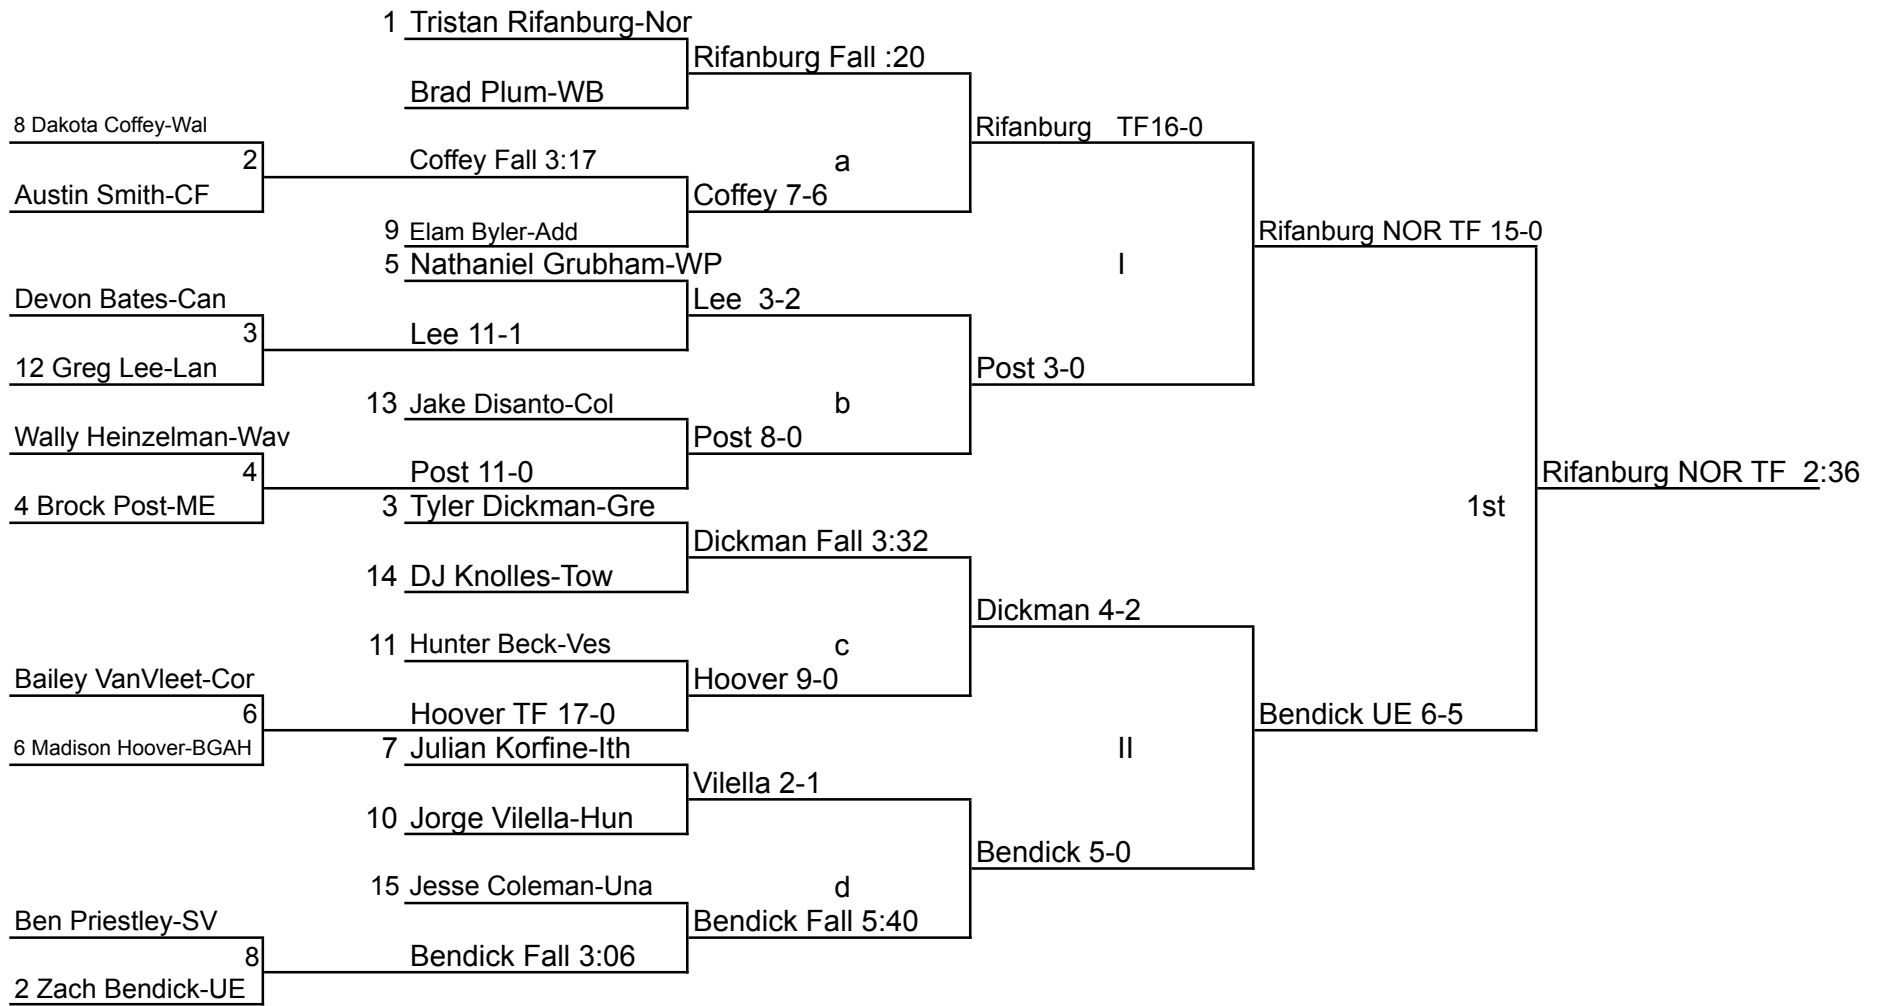 1 Tristan Rifanburg-Nor
Rifanburg Fall :20
Brad Plum-WB
8 Dakota Coffey-Wal
Rifanburg TF16-0
2
Coffey Fall 3:17
a
Austin Smith-CF
Coffey 7-6
9 Elam Byler-Add
Rifanburg NOR TF 15-0
5 Nathaniel Grubham-WP
I
Devon Bates-Can
Lee 3-2
3
Lee 11-1
12 Greg Lee-Lan
Post 3-0
13 Jake Disanto-Col
b
Wally Heinzelman-Wav
Post 8-0
4
Post 11-0
Rifanburg NOR TF 2:36
4 Brock Post-ME
3 Tyler Dickman-Gre
1st
Dickman Fall 3:32
14 DJ Knolles-Tow
Dickman 4-2
11 Hunter Beck-Ves
c
Bailey VanVleet-Cor
Hoover 9-0
6
Hoover TF 17-0
Bendick UE 6-5
6 Madison Hoover-BGAH
7 Julian Korfine-Ith
II
Vilella 2-1
10 Jorge Vilella-Hun
Bendick 5-0
15 Jesse Coleman-Una
d
Ben Priestley-SV
Bendick Fall 5:40
8
Bendick Fall 3:06
2 Zach Bendick-UE